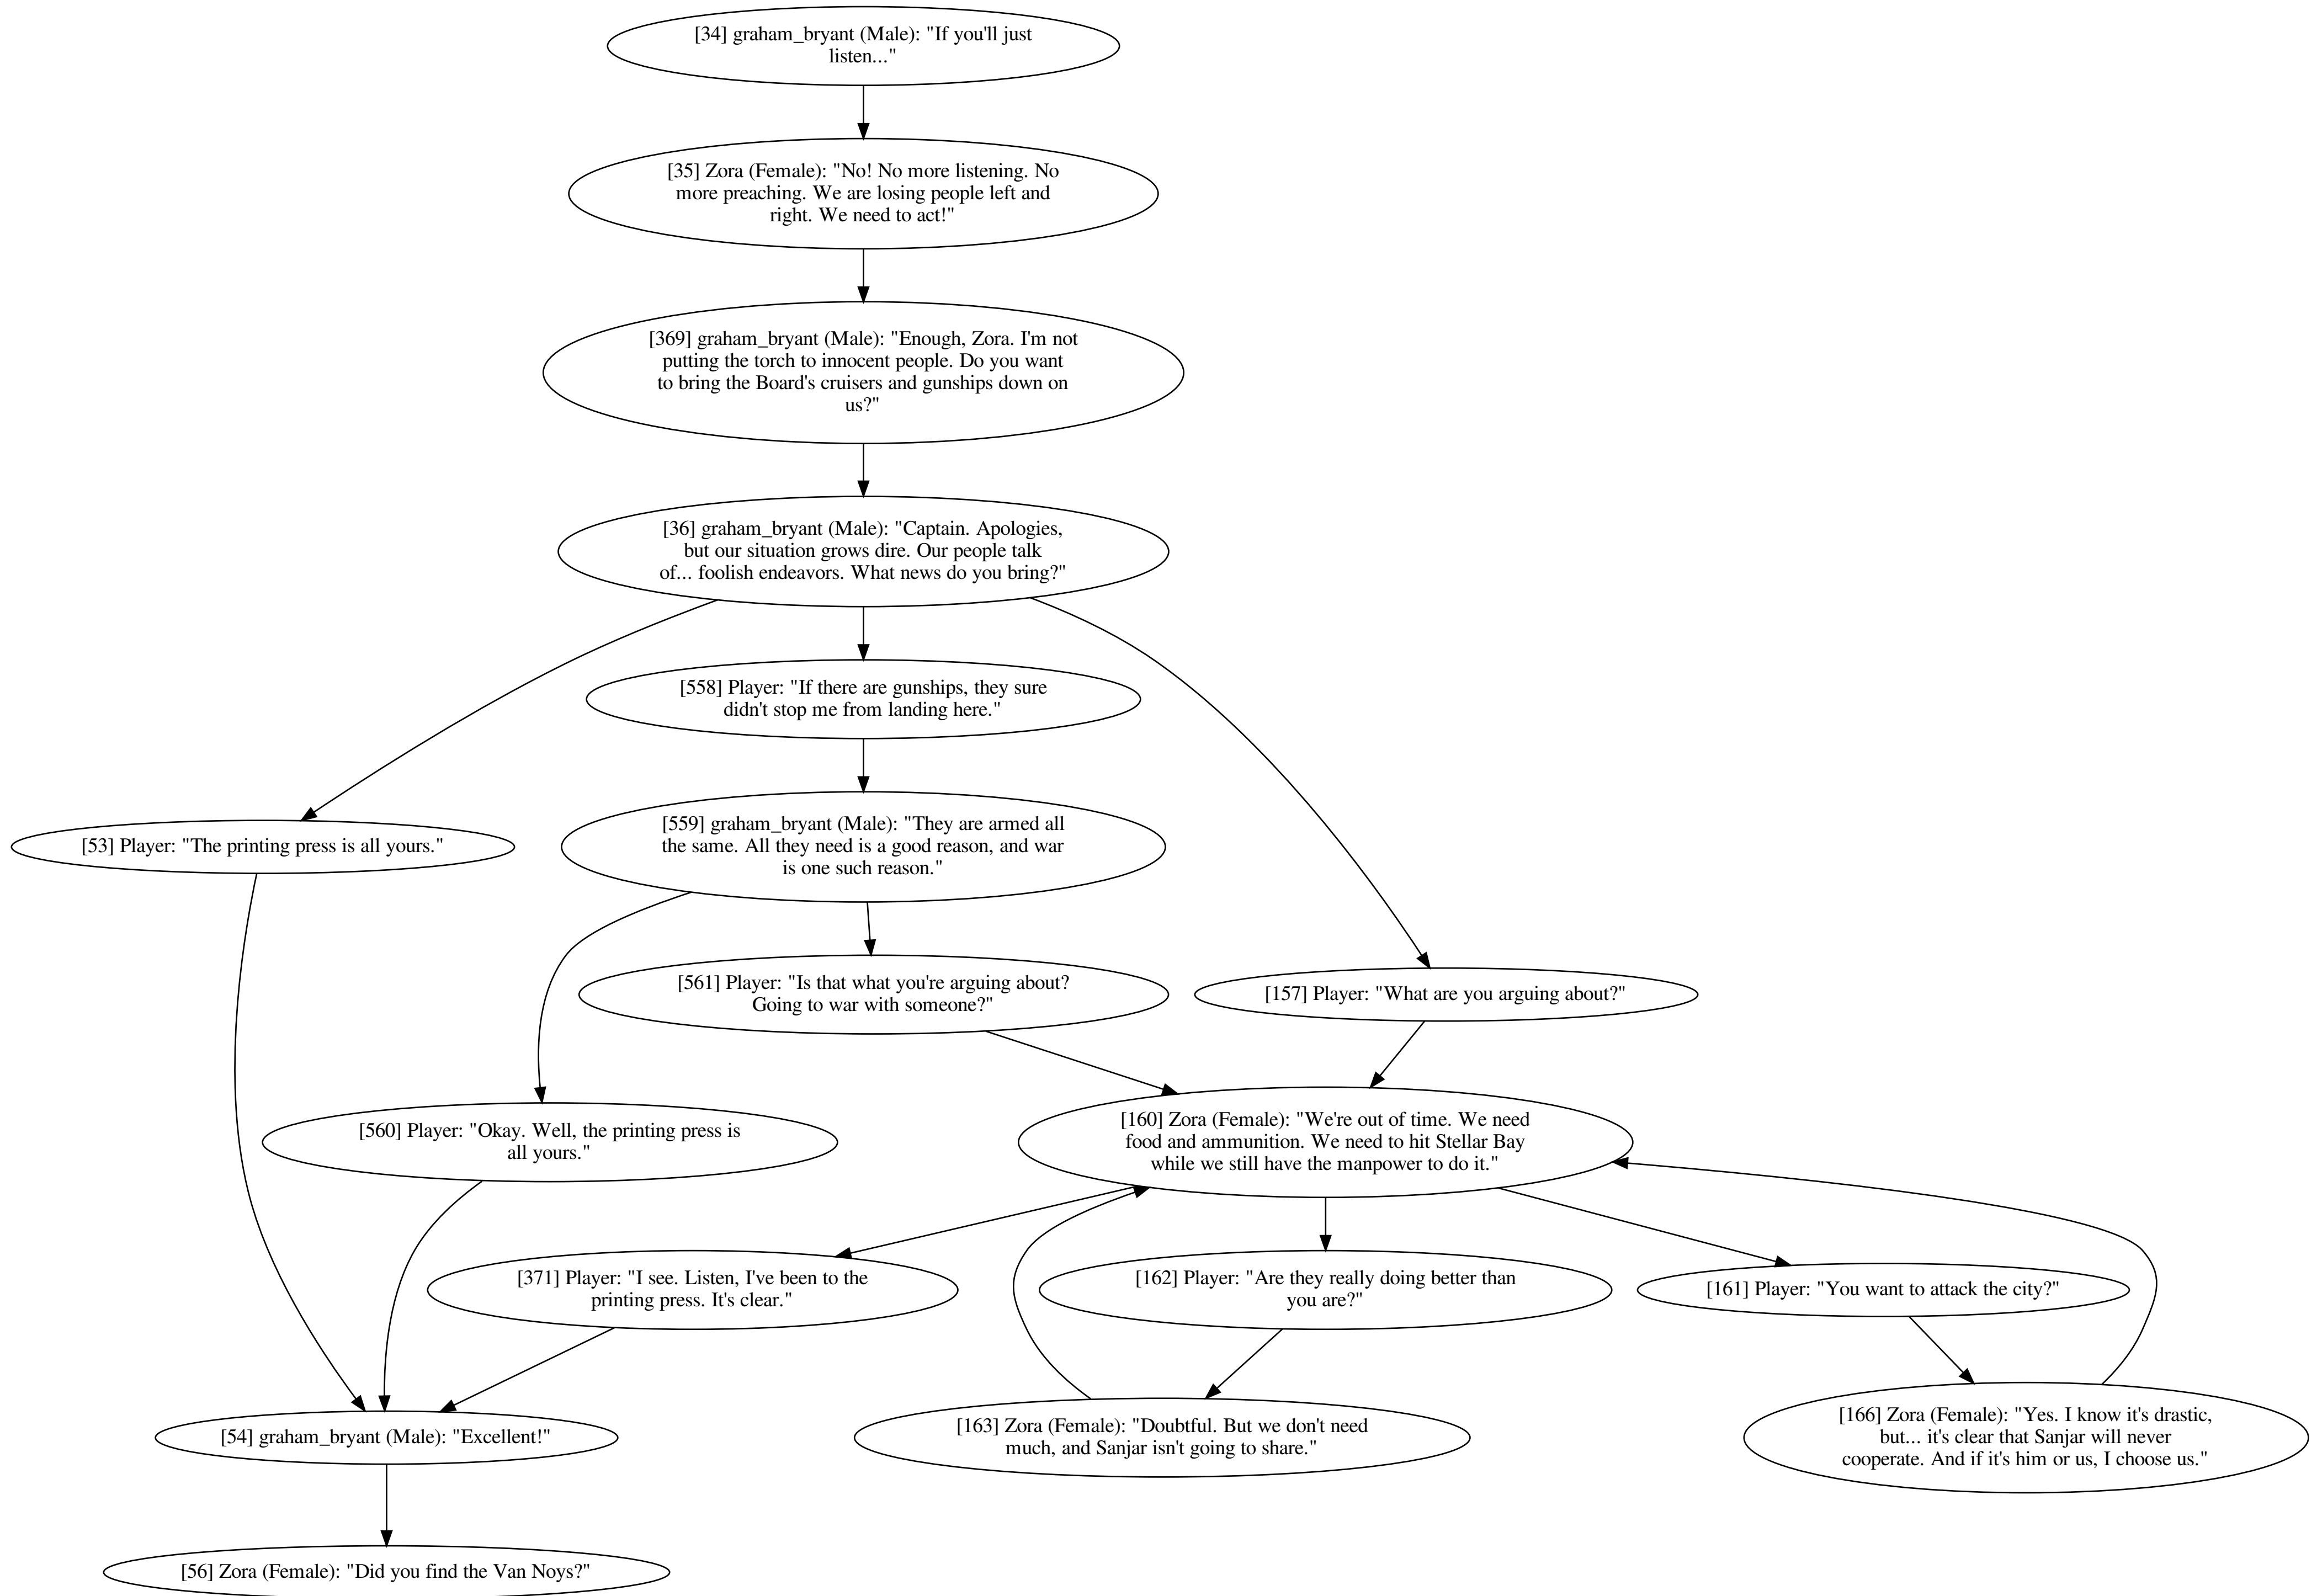 [34] graham_bryant (Male): "If you'll just
listen..."
[35] Zora (Female): "No! No more listening. No
more preaching. We are losing people left and
right. We need to act!"
[369] graham_bryant (Male): "Enough, Zora. I'm not
putting the torch to innocent people. Do you want
to bring the Board's cruisers and gunships down on
us?"
[36] graham_bryant (Male): "Captain. Apologies,
but our situation grows dire. Our people talk
of... foolish endeavors. What news do you bring?"
[558] Player: "If there are gunships, they sure
didn't stop me from landing here."
[53] Player: "The printing press is all yours."
[559] graham_bryant (Male): "They are armed all
the same. All they need is a good reason, and war
is one such reason."
[561] Player: "Is that what you're arguing about?
Going to war with someone?"
[157] Player: "What are you arguing about?"
[560] Player: "Okay. Well, the printing press is
all yours."
[160] Zora (Female): "We're out of time. We need
food and ammunition. We need to hit Stellar Bay
while we still have the manpower to do it."
[371] Player: "I see. Listen, I've been to the
printing press. It's clear."
[162] Player: "Are they really doing better than
you are?"
[161] Player: "You want to attack the city?"
[54] graham_bryant (Male): "Excellent!"
[163] Zora (Female): "Doubtful. But we don't need
much, and Sanjar isn't going to share."
[166] Zora (Female): "Yes. I know it's drastic,
but... it's clear that Sanjar will never
cooperate. And if it's him or us, I choose us."
[56] Zora (Female): "Did you find the Van Noys?"